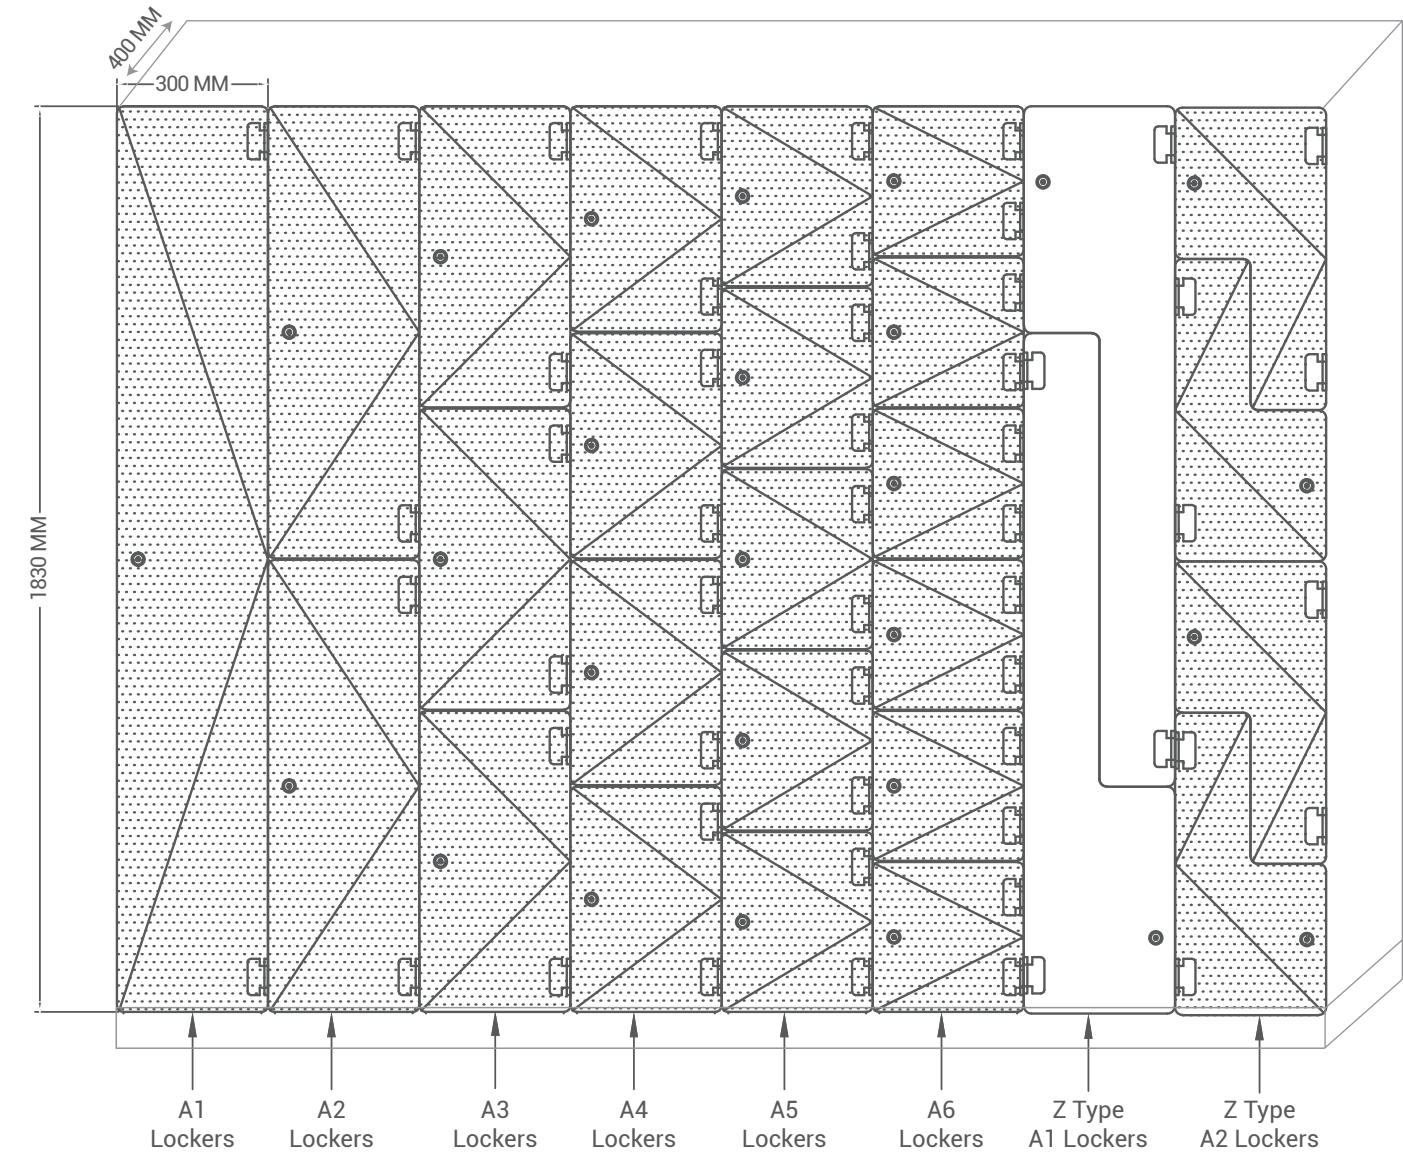 400 MM
300 MM
1830 MM
A1
Lockers
A2
Lockers
A3
Lockers
A4
Lockers
A5
Lockers
A6
Lockers
Z Type
A1 Lockers
Z Type
A2 Lockers